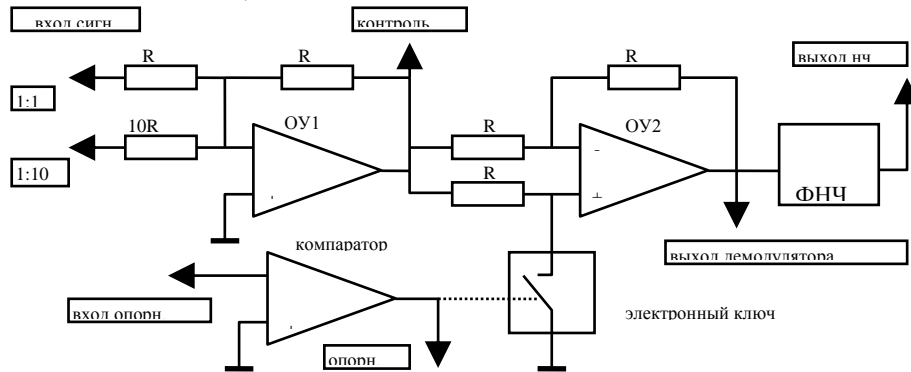 вход сигн
контроль
R
R
R
выход нч
1:1
10R
ОУ1
R
ОУ2
-
1:10
R
+
ФНЧ
компаратор
выход демодулятора
вход опорн
электронный ключ
опорн